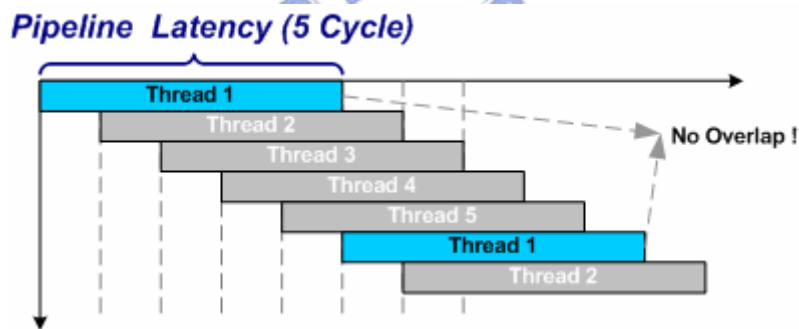 Pipeline Latency (5 Cycle)
Thread 1
Thread 2
No Overlap !
Thread 3
Thread 4
Thread 5
Thread 1
Thread 2